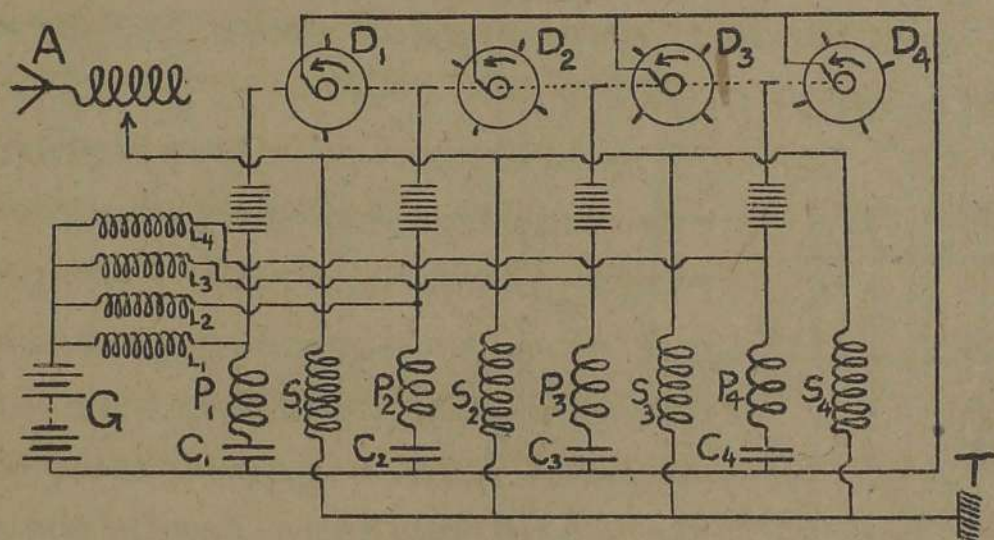 A D₁ D₂ D₃ D₄
L₄
L₃
L₂
L₁
G P₁ S₁ P₂ S₂ P₃ S₃ P₄ S₄
C₁ C₂ C₃ C₄ T